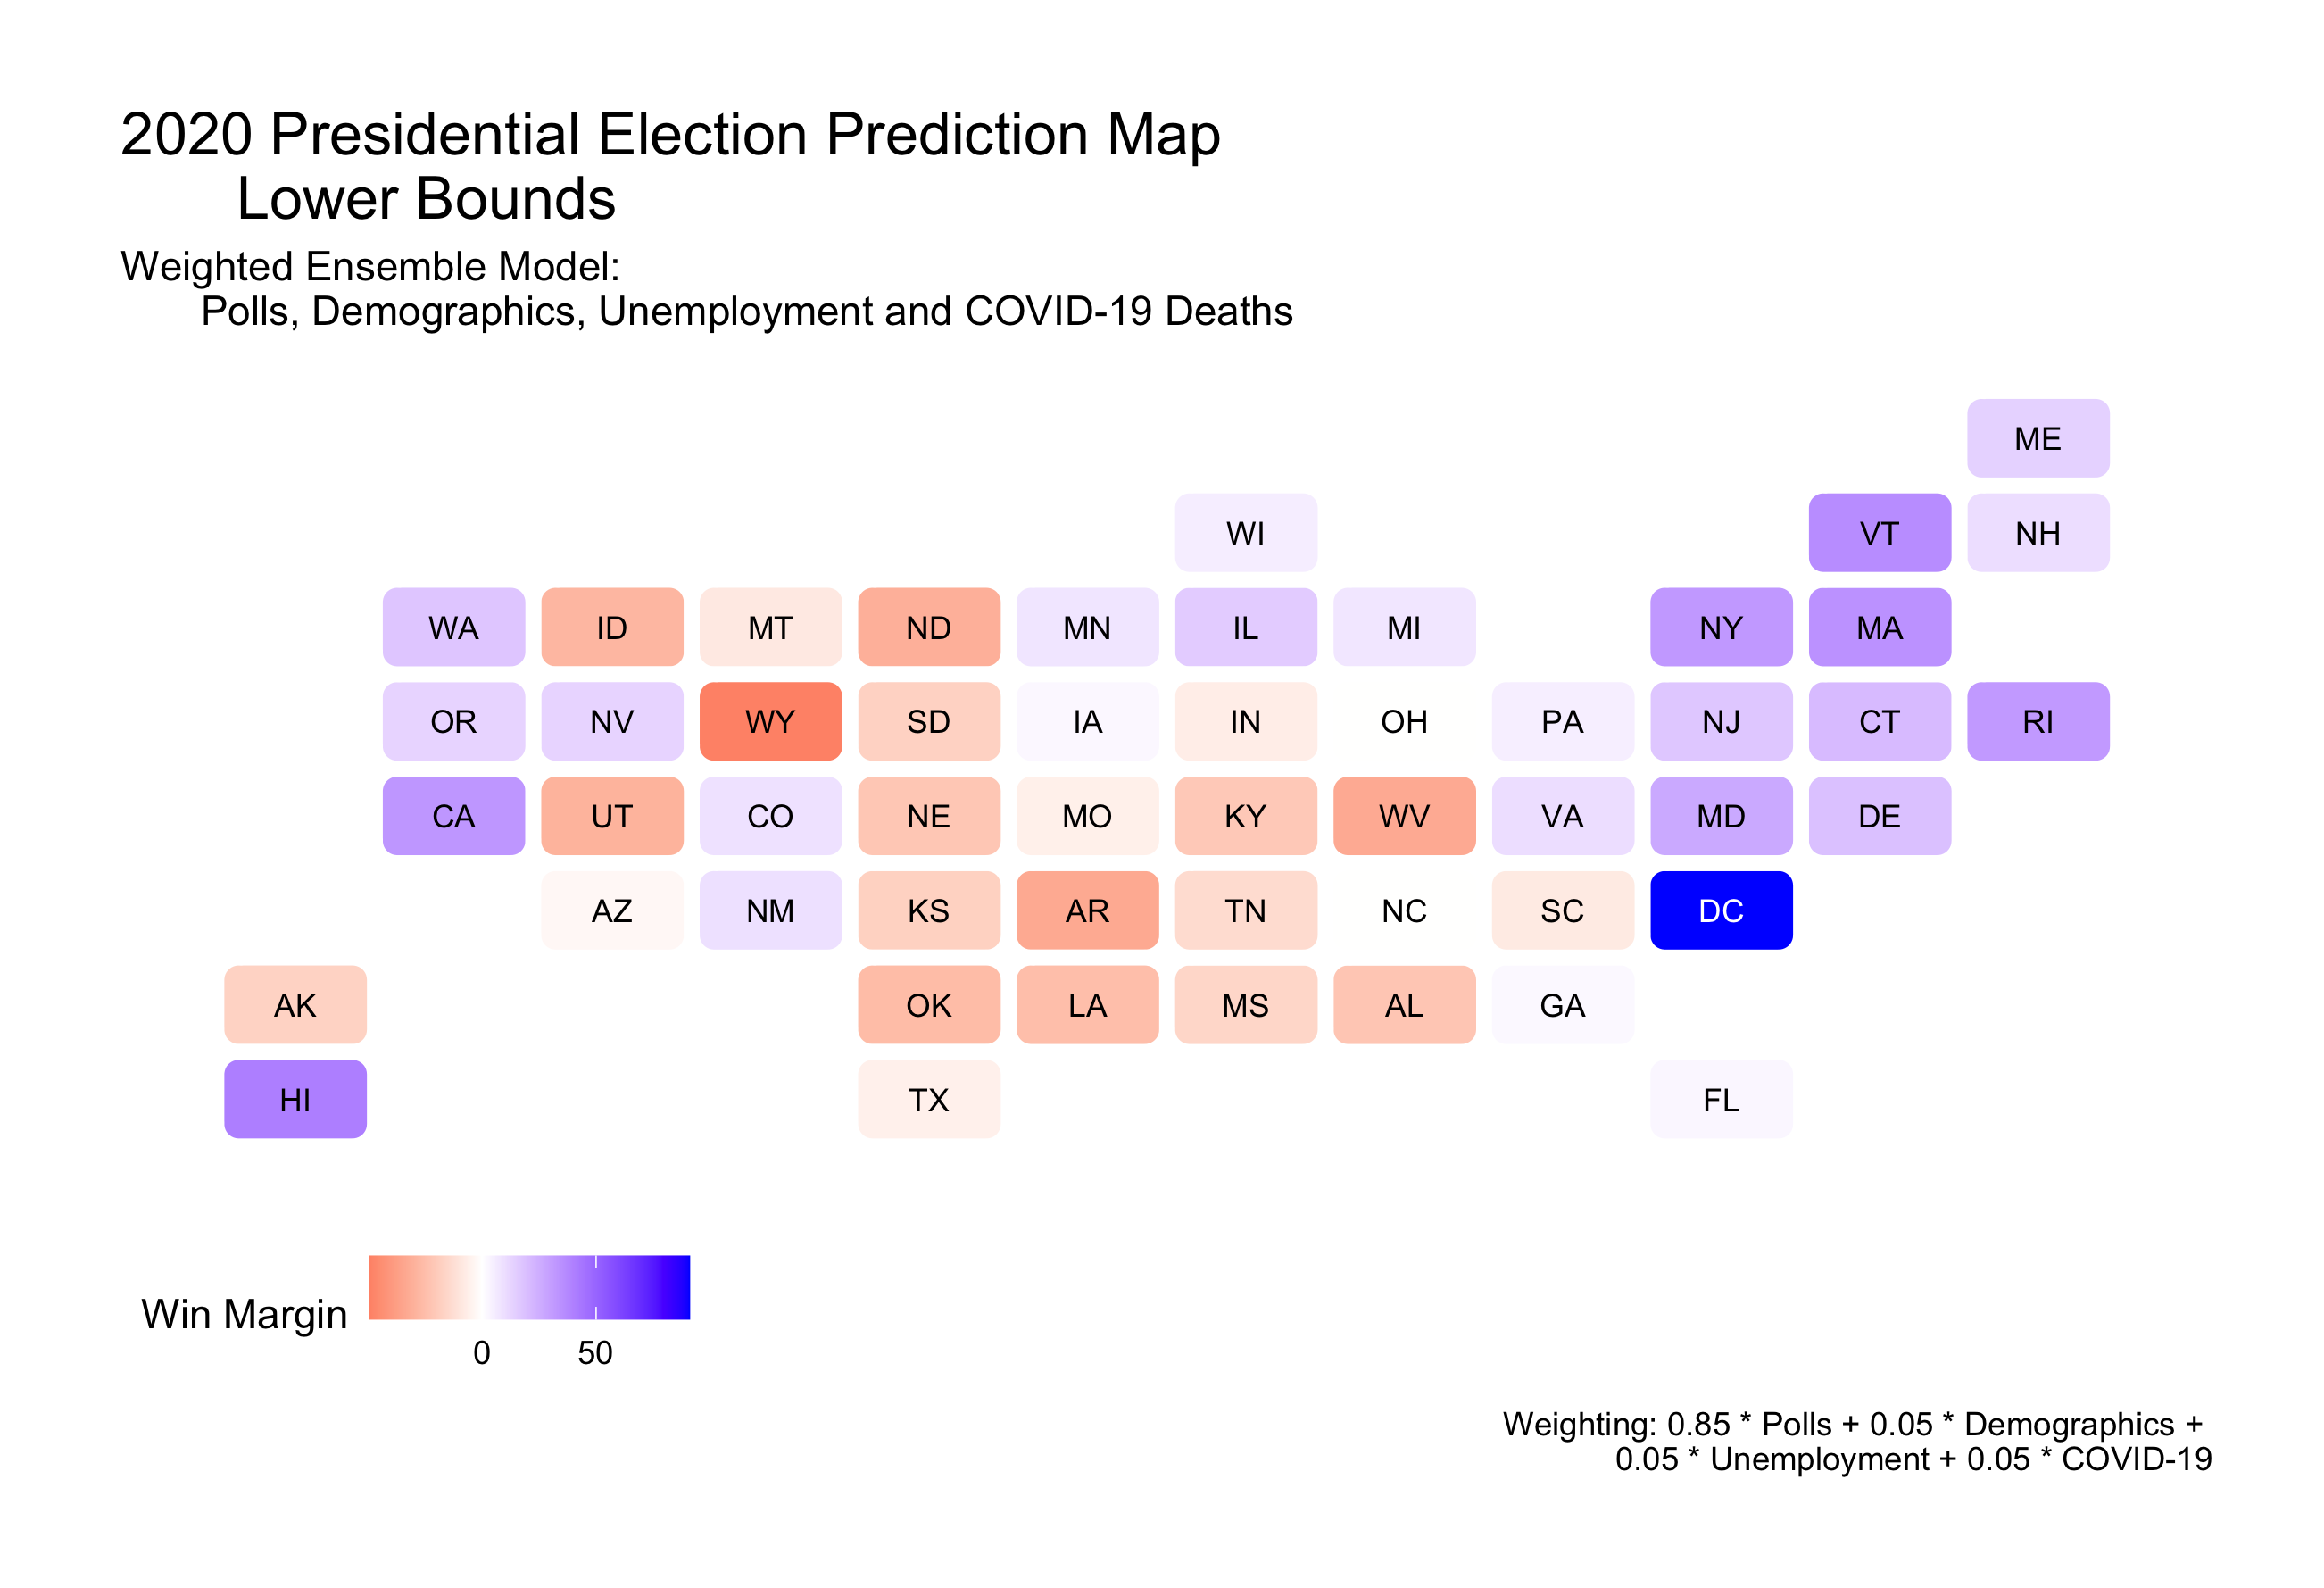 2020 Presidential Election Prediction Map
Lower Bounds
Weighted Ensemble Model:
Polls, Demographics, Unemployment and COVID-19 Deaths
ME
WI VT NH
WA ID MT ND MN IL MI NY MA
OR NV WY SD IA IN OH PA NJ CT RI
CA UT CO NE MO KY WV VA MD DE
AZ NM KS AR TN NC SC DC
AK OK LA MS AL GA
HI TX FL
Win Margin
0 50
Weighting: 0.85 * Polls + 0.05 * Demographics +
0.05 * Unemployment + 0.05 * COVID-19